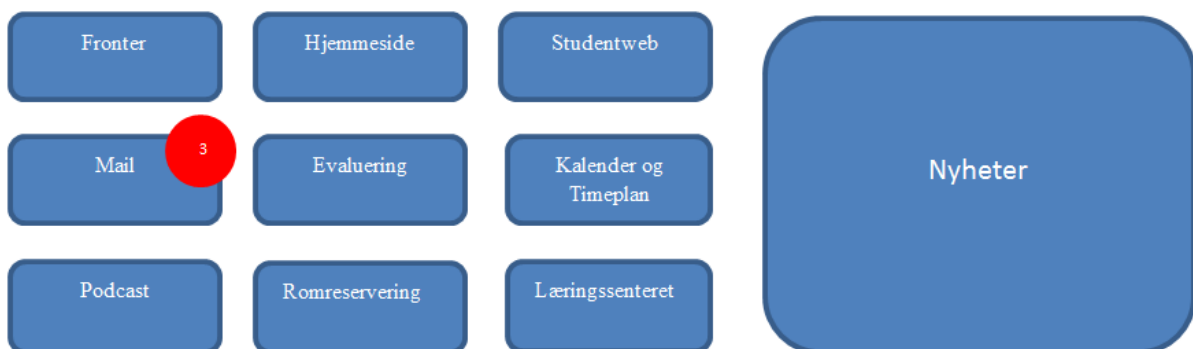 Fronter
Hjemmeside
Studentweb
Mail
3
Evaluering
Kalender og
Timeplan
Nyheter
Podcast
Romreservering
Læringssenteret